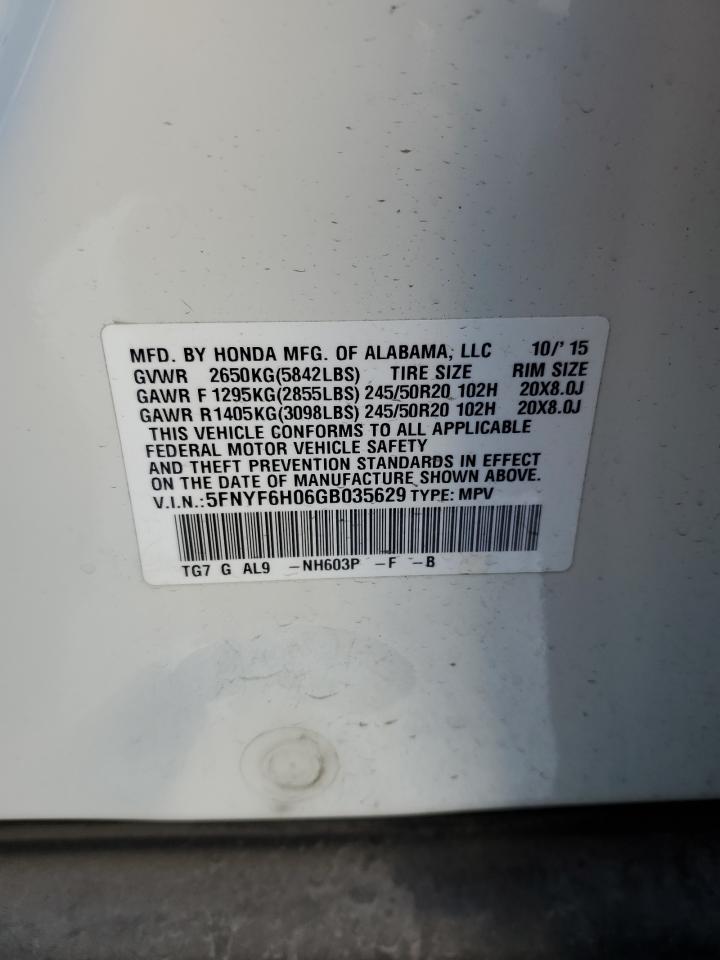 MFD. BY HONDA MFG. OF ALABAMA, LLC 10/'15
GVWR 2650KG(5842LBS) TIRE SIZE RIM SIZE
GAWR F 1295KG(2855LBS) 245/50R20 102H 20X8.0J
GAWR R 1405KG(3098LBS) 245/50R20 102H 20X8.0J
THIS VEHICLE CONFORMS TO ALL APPLICABLE
FEDERAL MOTOR VEHICLE SAFETY
AND THEFT PREVENTION STANDARDS IN EFFECT
ON THE DATE OF MANUFACTURE SHOWN ABOVE.
V.I.N.:5FNYF6H06GB035629 TYPE: MPV
TG7 G AL9 -NH603P -F -B